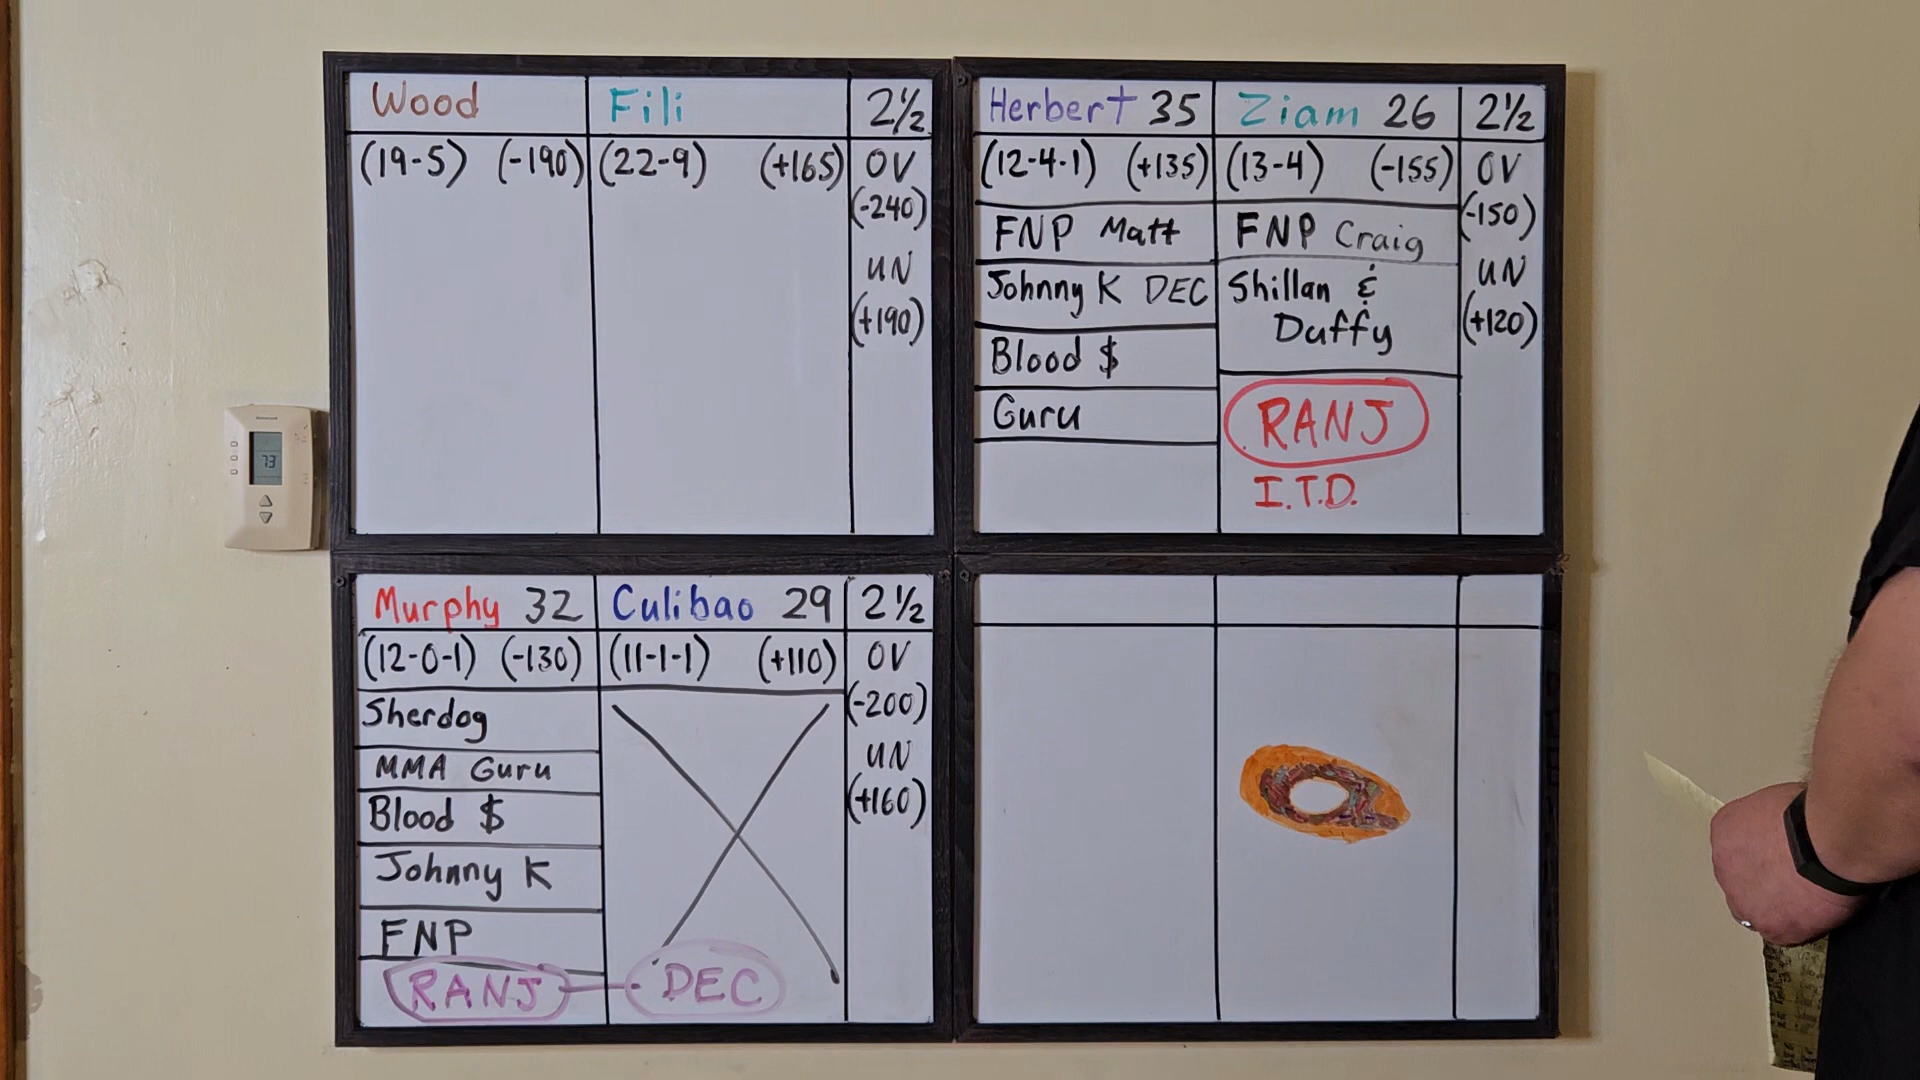 Wood Fili 2½
(19-5) (-190) (22-9) (+165) OV
(-240)
UN
(+190)
Herbert 35 Ziam 26 2½
(12-4-1) (+135) (13-4) (-155) OV
(-150)
FNP Matt FNP Craig
UN
Johnny K DEC Shillan &
Duffy
(+120)
Blood $
Guru RANJ
I.T.D.
73
Murphy 32 Culibao 29 2½
(12-0-1) (-130) (11-1-1) (+110) OV
(-200)
Sherdog
UN
MMA Guru
(+160)
Blood $
Johnny K
FNP
RANJ - DEC